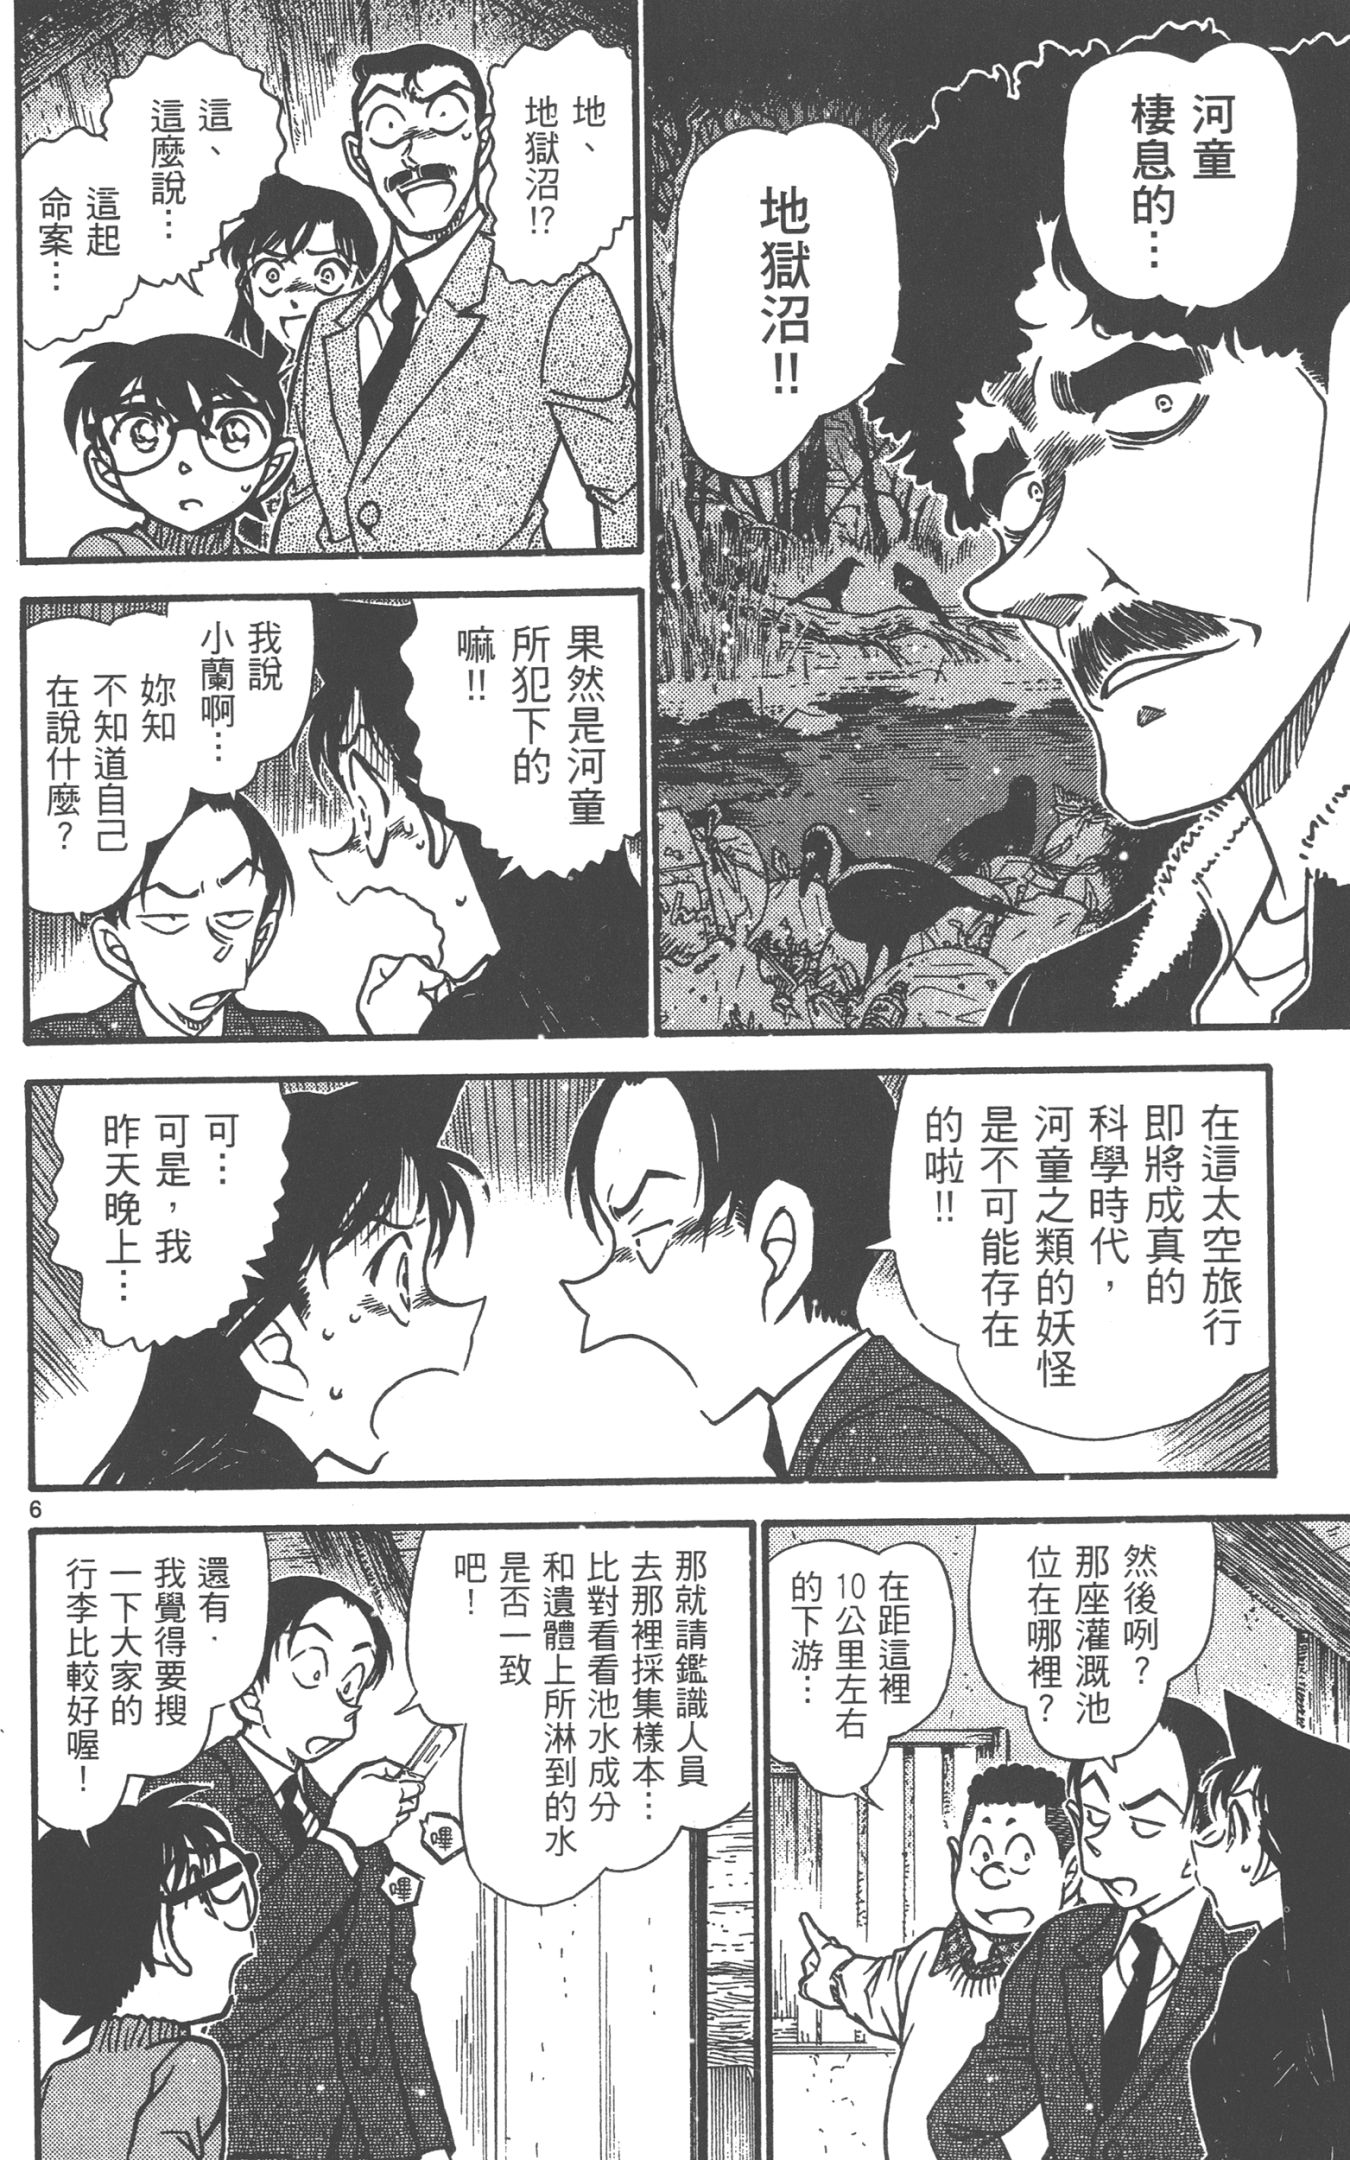 河童
棲息的…
地獄沼!!
地、
地獄沼!?
這、
這麼說…
這起
命案…
果然是河童
所犯下的
嘛!!
我說
小蘭啊…
妳知
不知道自己
在說什麼?
在這太空旅行
即將成真的
科學時代，
河童之類的妖怪
是不可能存在
的啦!!
可…
可是，我
昨天晚上…
6
然後咧?
那座灌溉池
位在哪裡?
在距這裡
10公里左右
的下游…
那就請鑑識人員
去那裡採集樣本…
比對看看池水成分
和遺體上所淋到的水
是否一致
吧!
嗶
嗶
還有.
我覺得要搜
一下大家的
行李比較好喔!